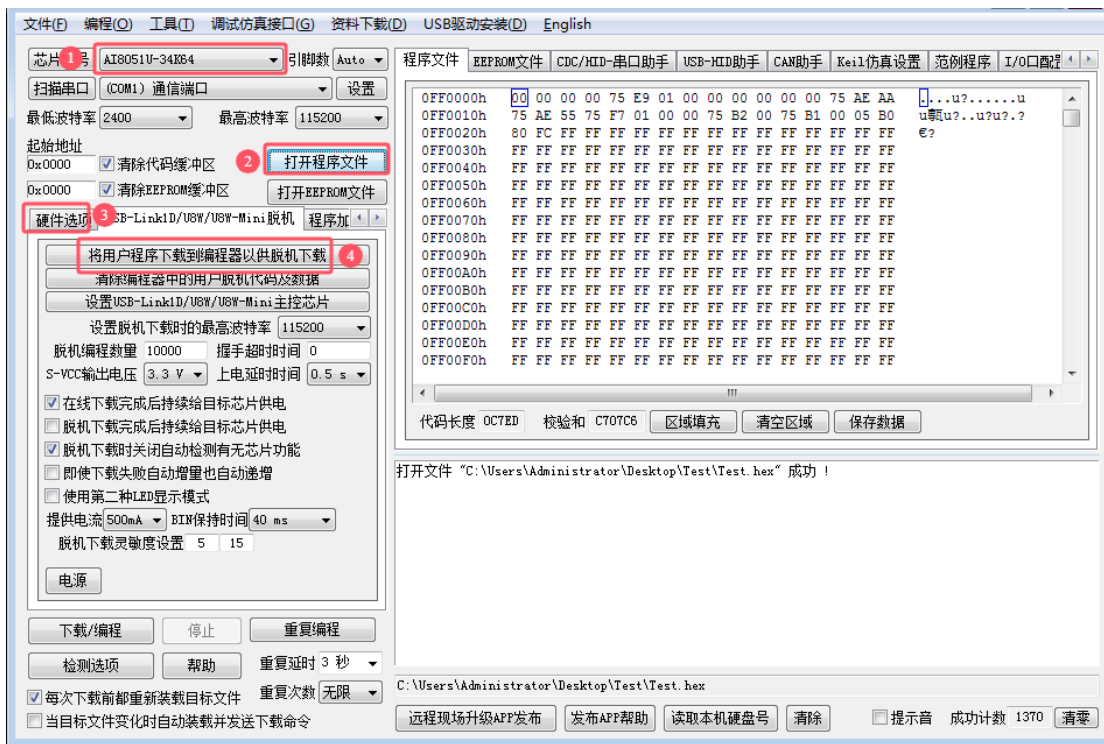 文件(F) 编程(O) 工具(T) 调试仿真接口(G) 资料下载(D) USB驱动安装(D) English
芯片 1 号 AI8051U-34K64 引脚数 Auto
扫描串口 (COM1) 通信端口 设置
最低波特率 2400 最高波特率 115200
起始地址
0x0000 清除代码缓冲区 2 打开程序文件
0x0000 清除EEPROM缓冲区 打开EEPROM文件
硬件选项 3 SB-Link1D/U8W/U8W-Mini脱机 程序加
将用户程序下载到编程器以供脱机下载 4
清除编程器中的用户脱机代码及数据
设置USB-Link1D/U8W/U8W-Mini主控芯片
设置脱机下载时的最高波特率 115200
脱机编程数量 10000 握手超时时间 0
S-VCC输出电压 3.3 V 上电延时时间 0.5 s
在线下载完成后持续给目标芯片供电
脱机下载完成后持续给目标芯片供电
脱机下载时关闭自动检测有无芯片功能
即使下载失败自动增量也自动递增
使用第二种LED显示模式
提供电流 500mA BIN保持时间 40 ms
脱机下载灵敏度设置 5 15
电源
下载/编程 停止 重复编程
检测选项 帮助 重复延时 3 秒
每次下载前都重新装载目标文件 重复次数 无限
当目标文件变化时自动装载并发送下载命令
程序文件 EEPROM文件 CDC/HID-串口助手 USB-HID助手 CAN助手 Keil仿真设置 范例程序 I/O口配
0FF0000h 00 00 00 00 75 E9 01 00 00 00 00 00 00 75 AE AA ....u?......u
0FF0010h 75 AE 55 75 F7 01 00 00 75 B2 00 75 B1 00 05 B0 u甎u?..u?u?.?
0FF0020h 80 FC FF FF FF FF FF FF FF FF FF FF FF FF FF FF €?
0FF0030h FF FF FF FF FF FF FF FF FF FF FF FF FF FF FF FF
0FF0040h FF FF FF FF FF FF FF FF FF FF FF FF FF FF FF FF
0FF0050h FF FF FF FF FF FF FF FF FF FF FF FF FF FF FF FF
0FF0060h FF FF FF FF FF FF FF FF FF FF FF FF FF FF FF FF
0FF0070h FF FF FF FF FF FF FF FF FF FF FF FF FF FF FF FF
0FF0080h FF FF FF FF FF FF FF FF FF FF FF FF FF FF FF FF
0FF0090h FF FF FF FF FF FF FF FF FF FF FF FF FF FF FF FF
0FF00A0h FF FF FF FF FF FF FF FF FF FF FF FF FF FF FF FF
0FF00B0h FF FF FF FF FF FF FF FF FF FF FF FF FF FF FF FF
0FF00C0h FF FF FF FF FF FF FF FF FF FF FF FF FF FF FF FF
0FF00D0h FF FF FF FF FF FF FF FF FF FF FF FF FF FF FF FF
0FF00E0h FF FF FF FF FF FF FF FF FF FF FF FF FF FF FF FF
0FF00F0h FF FF FF FF FF FF FF FF FF FF FF FF FF FF FF FF
代码长度 0C7ED 校验和 C707C6 区域填充 清空区域 保存数据
打开文件 "C:\Users\Administrator\Desktop\Test\Test.hex" 成功 !
C:\Users\Administrator\Desktop\Test\Test.hex
远程现场升级APP发布 发布APP帮助 读取本机硬盘号 清除 提示音 成功计数 1370 清零